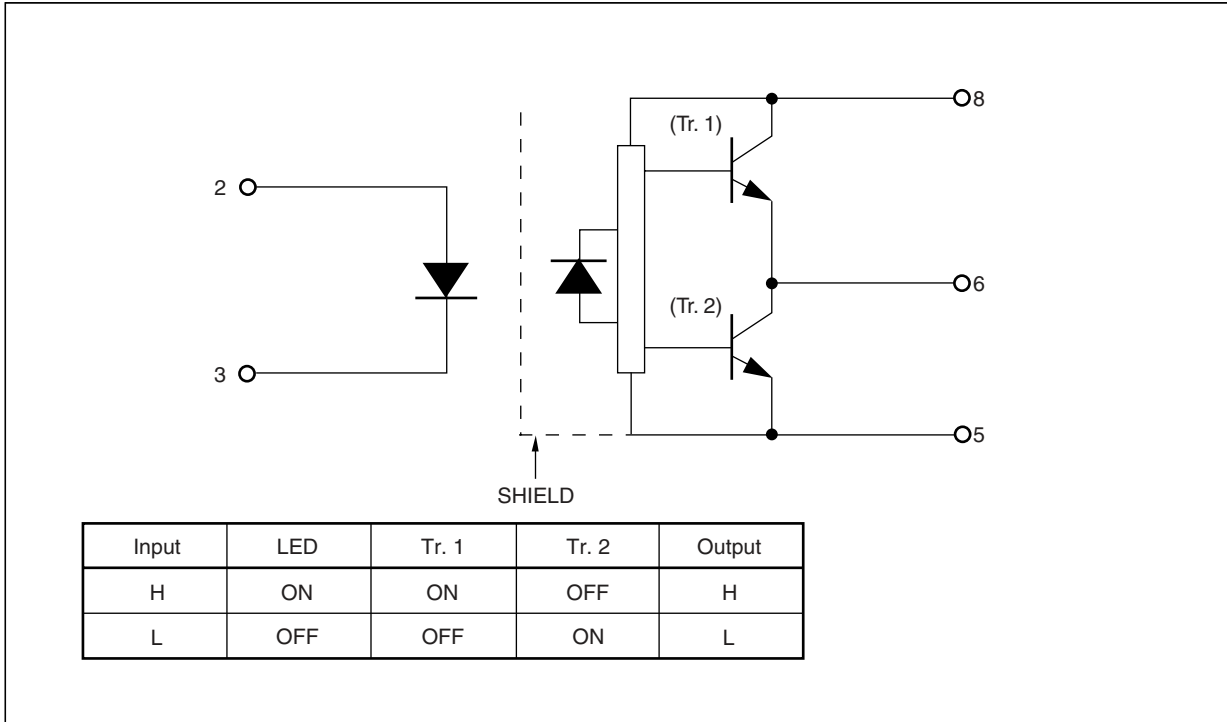 8
(Tr. 1)
2
6
(Tr. 2)
3
5
SHIELD
Input LED Tr. 1 Tr. 2 Output
H ON ON OFF H
L OFF OFF ON L